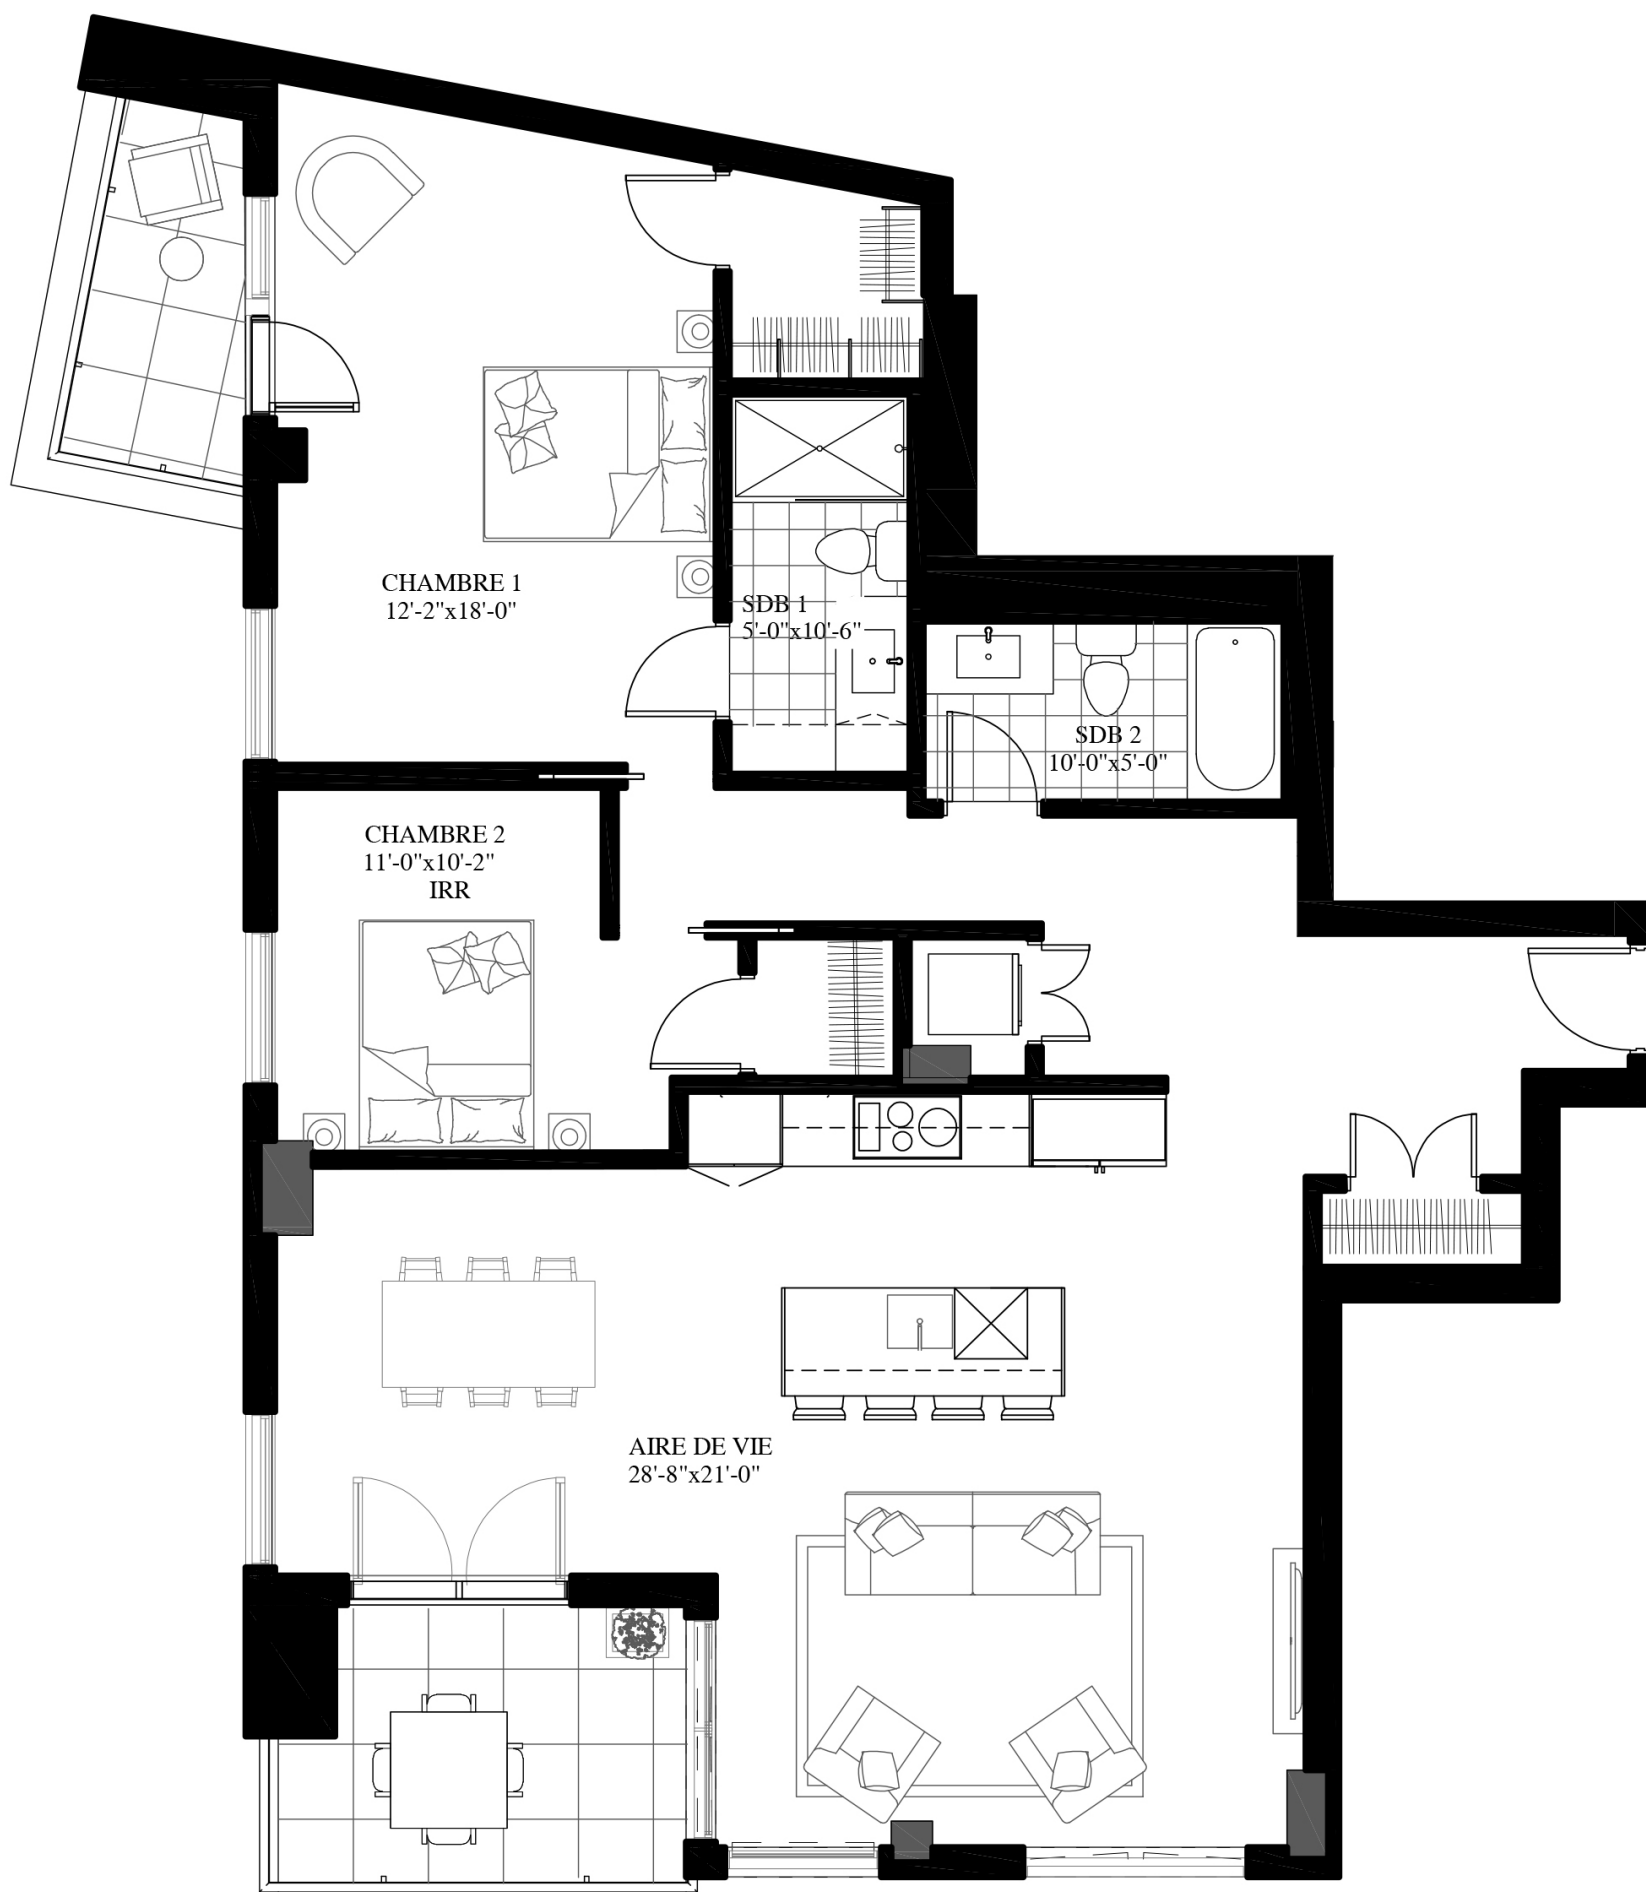 CHAMBRE 1
12'-2"x18'-0"
SDB 1
5'-0"x10'-6"
SDB 2
10'-0"x5'-0"
CHAMBRE 2
11'-0"x10'-2"
IRR
AIRE DE VIE
28'-8"x21'-0"